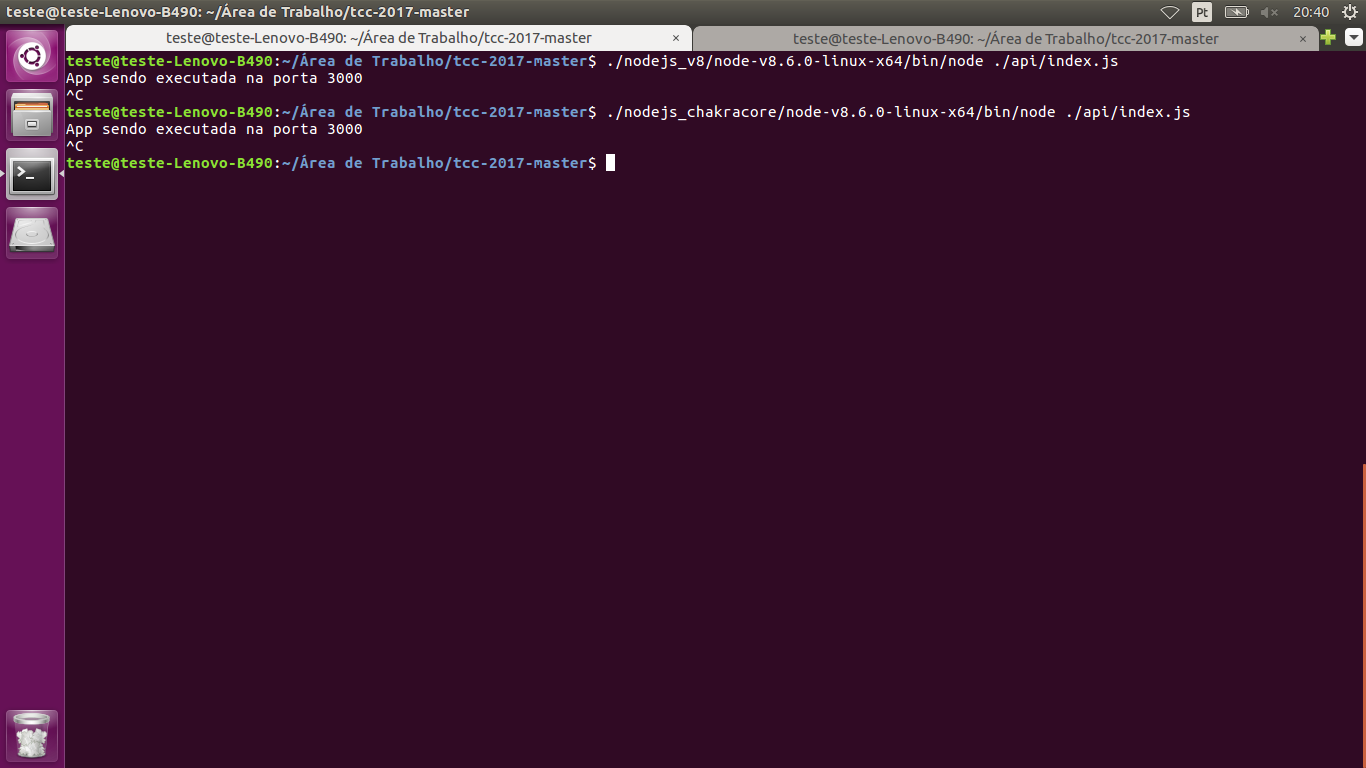 teste@teste-Lenovo-B490: ~/Área de Trabalho/tcc-2017-master
Pt
20:40
teste@teste-Lenovo-B490: ~/Área de Trabalho/tcc-2017-master ×
teste@teste-Lenovo-B490: ~/Área de Trabalho/tcc-2017-master ×
teste@teste-Lenovo-B490:~/Área de Trabalho/tcc-2017-master$ ./nodejs_v8/node-v8.6.0-linux-x64/bin/node ./api/index.js
App sendo executada na porta 3000
^C
teste@teste-Lenovo-B490:~/Área de Trabalho/tcc-2017-master$ ./nodejs_chakracore/node-v8.6.0-linux-x64/bin/node ./api/index.js
App sendo executada na porta 3000
^C
teste@teste-Lenovo-B490:~/Área de Trabalho/tcc-2017-master$